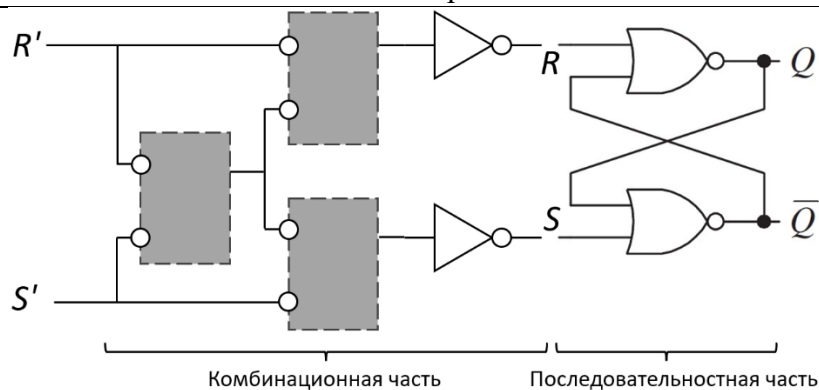 R'
R
Q
S
Q̅
S'
Комбинационная часть
Последовательностная часть